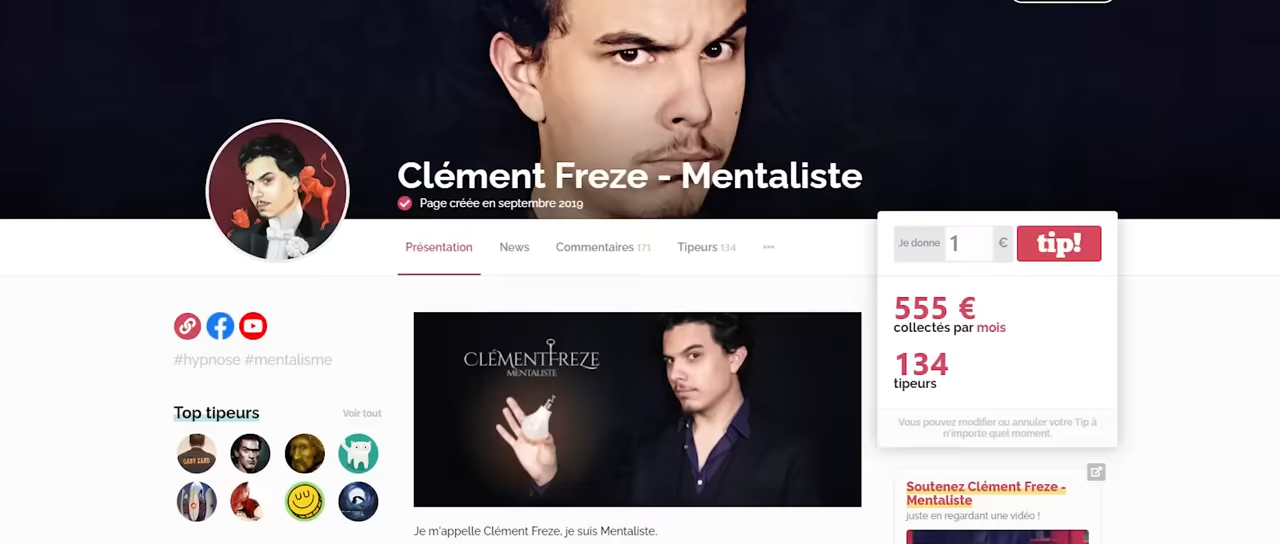 Clément Freze - Mentaliste
Page créée en septembre 2019
Présentation
News
Commentaires 171
Tipeurs 134
Je donne
1
€
tip!
555 €
collectés par mois
134
tipeurs
Vous pouvez modifier ou annuler votre Tip à
n'importe quel moment.
#hypnose #mentalisme
Top tipeurs
Voir tout
GABY ZARD
CLÉMENT FREZE
MENTALISTE
Je m'appelle Clément Freze, je suis Mentaliste.
Soutenez Clément Freze -
Mentaliste
juste en regardant une vidéo !